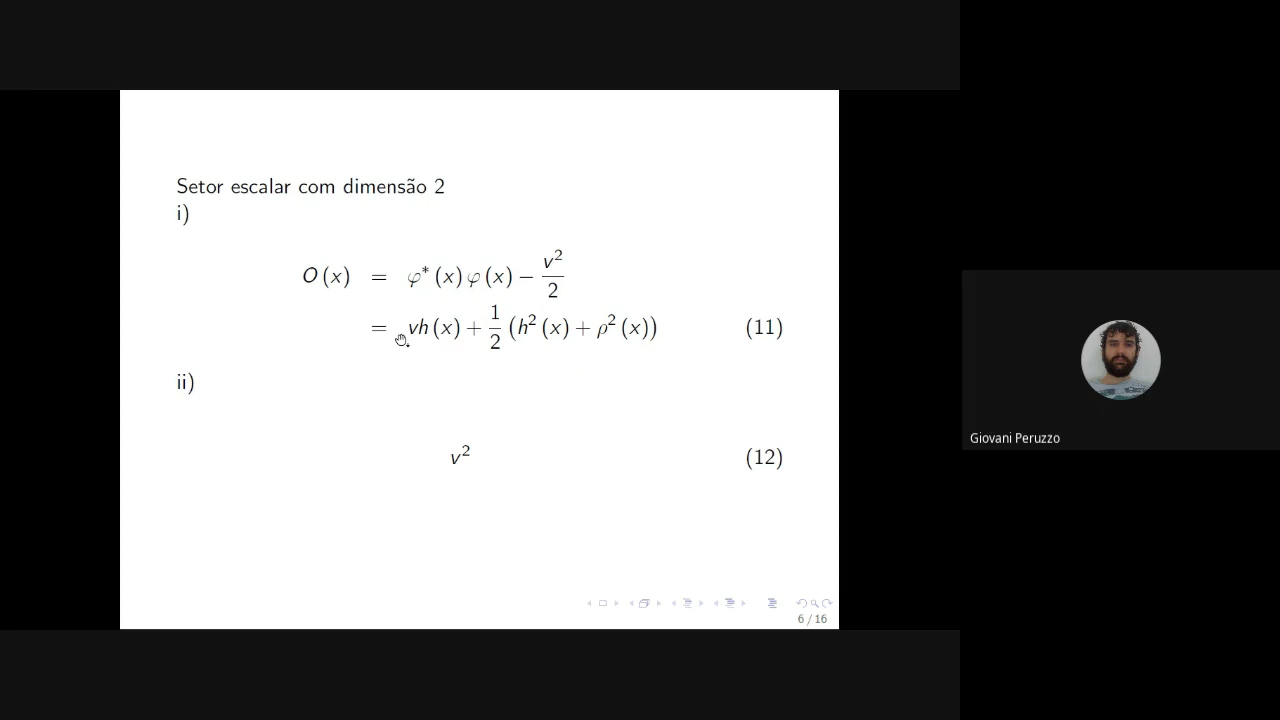 Setor escalar com dimensão 2
i)
O (x) = φ* (x) φ (x) − v²/2
= vh (x) + 1/2 (h² (x) + ρ² (x)) (11)
ii)
v² (12)
6 / 16
Giovani Peruzzo